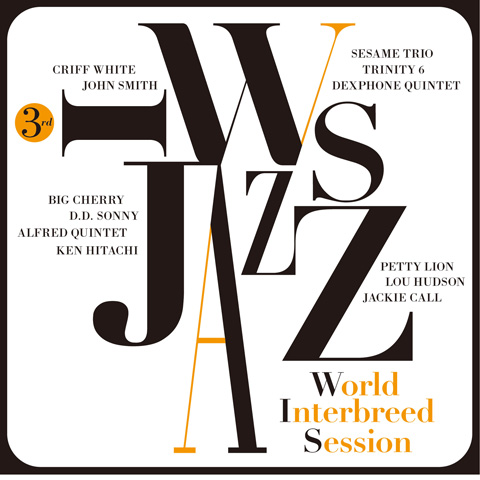 CRIFF WHITE
JOHN SMITH
SESAME TRIO
TRINITY 6
DEXPHONE QUINTET
3rd
WIS
JAZZ
BIG CHERRY
D.D. SONNY
ALFRED QUINTET
KEN HITACHI
PETTY LION
LOU HUDSON
JACKIE CALL
World
Interbreed
Session